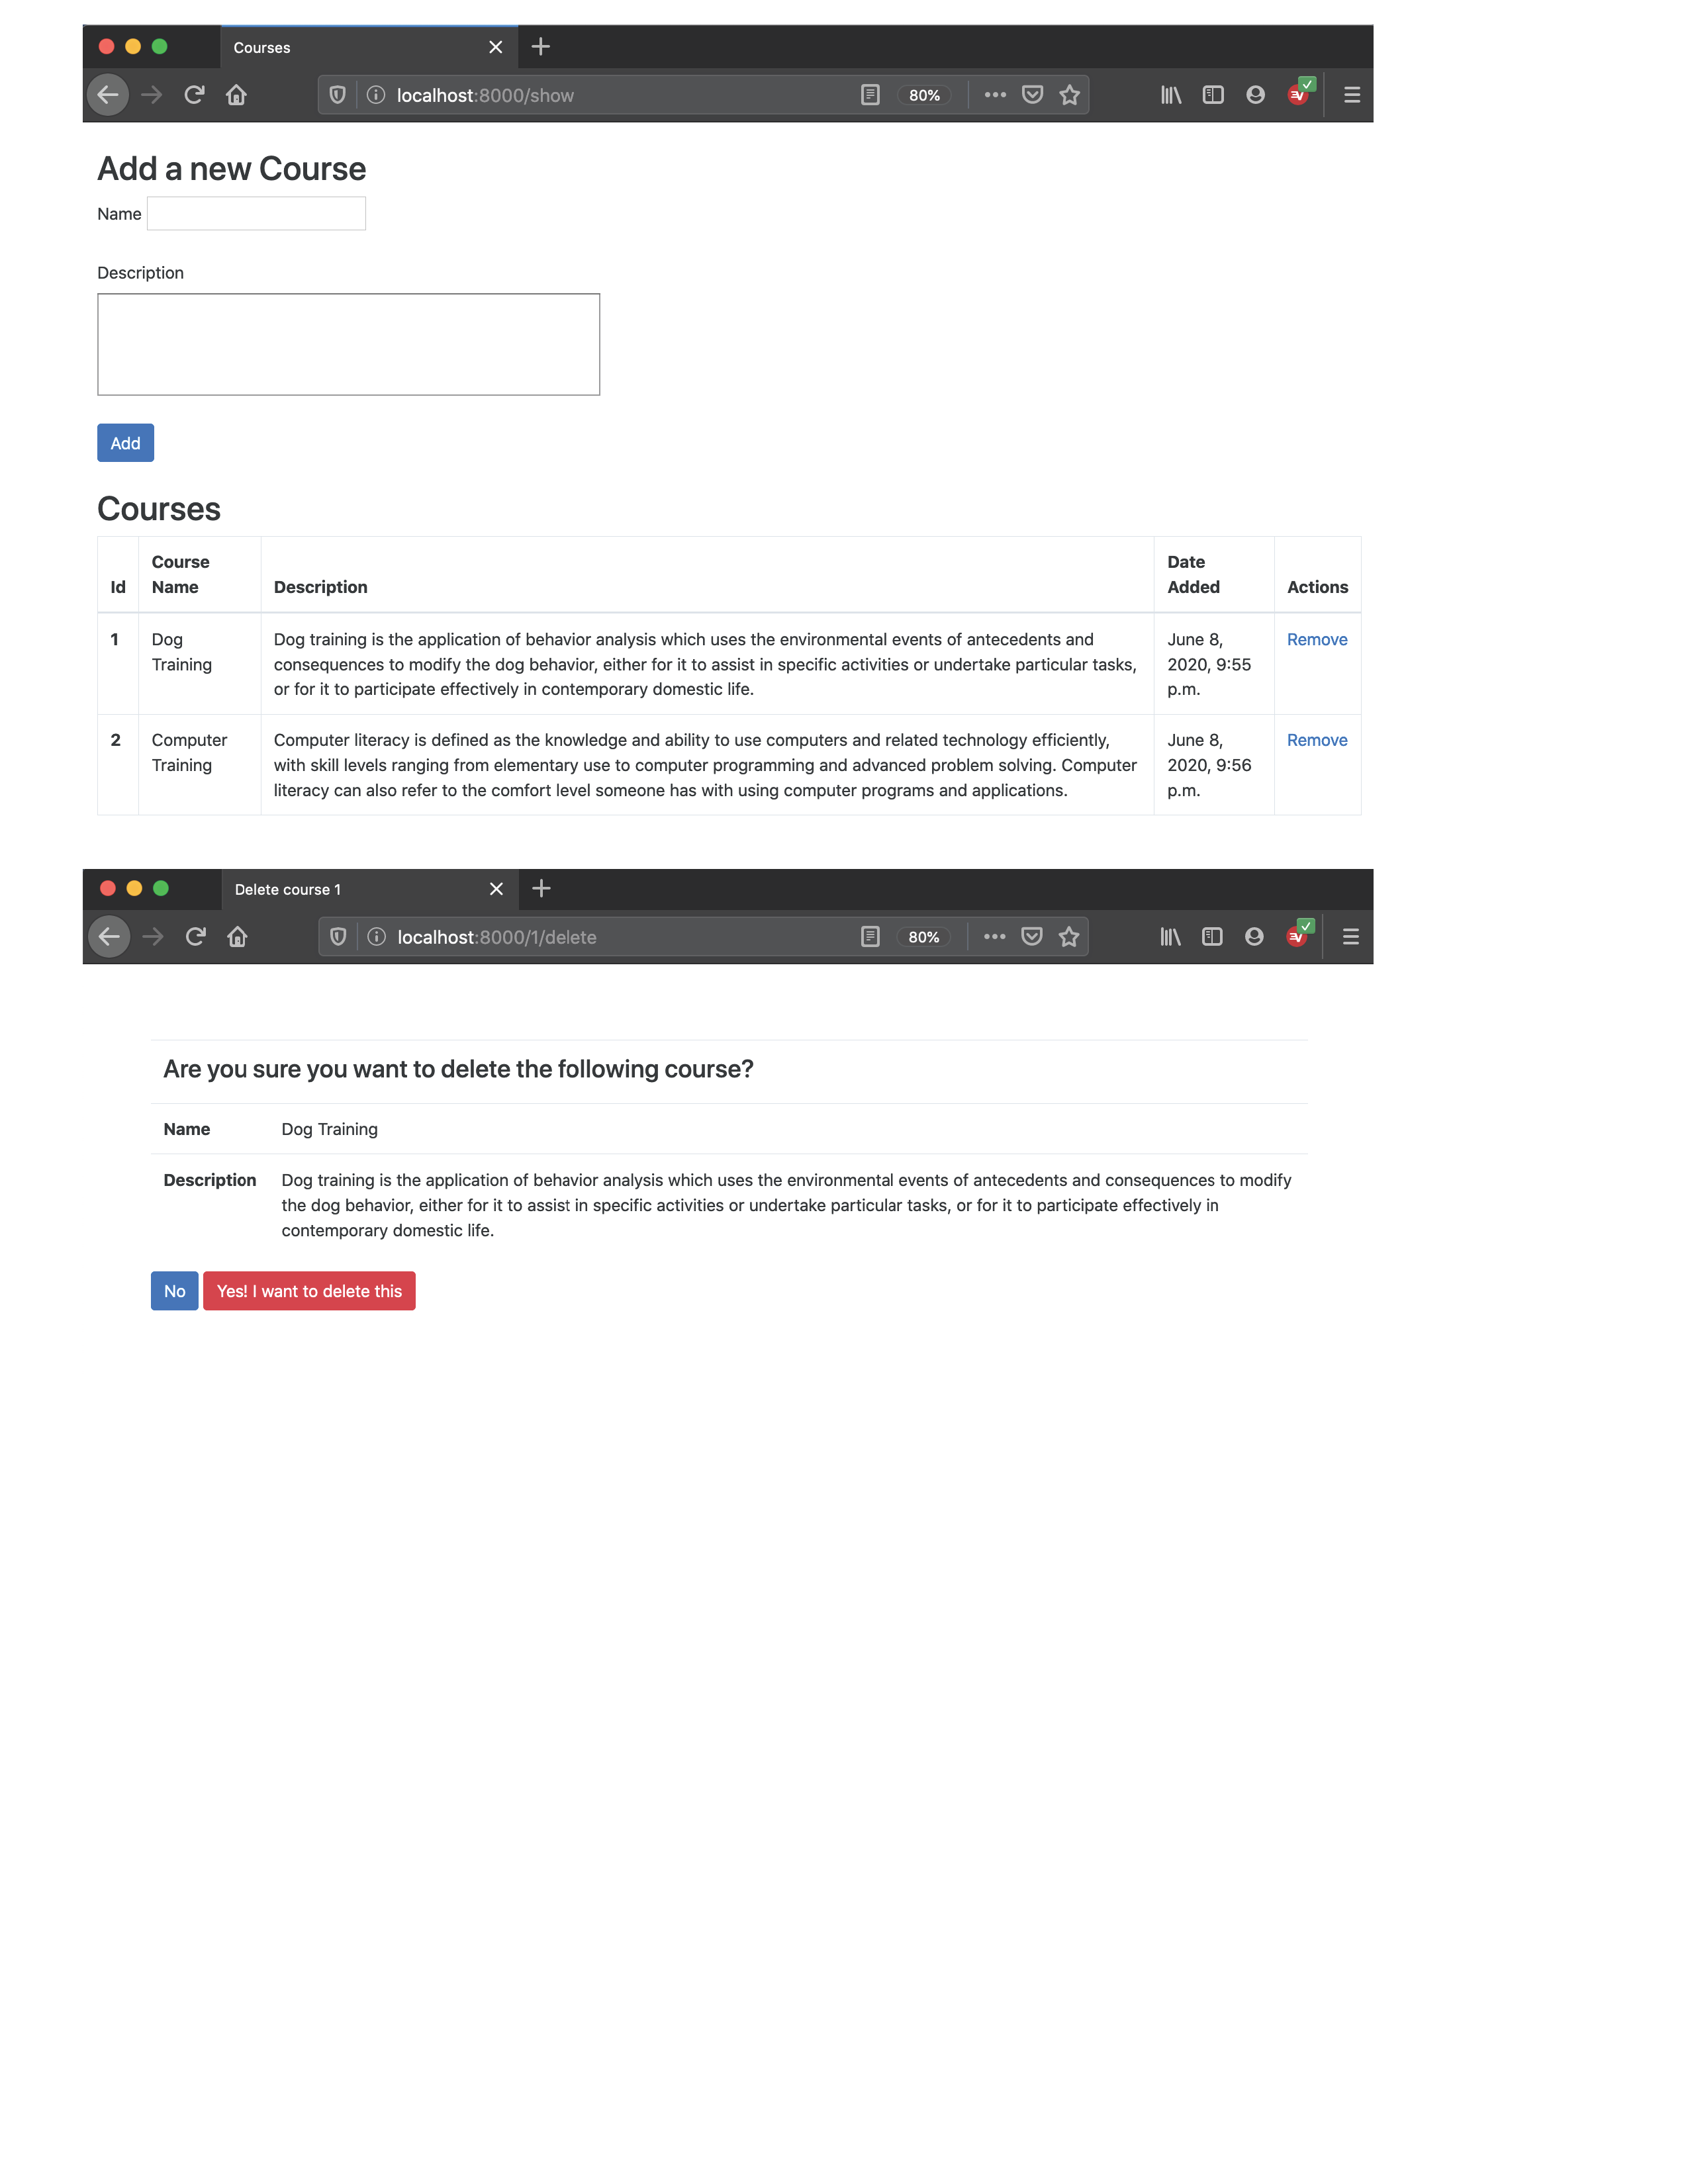 Courses
localhost:8000/show
80%
Add a new Course
Name
Description
Add
Courses
Id
Course
Name
Description
Date
Added
Actions
1
Dog
Training
Dog training is the application of behavior analysis which uses the environmental events of antecedents and
consequences to modify the dog behavior, either for it to assist in specific activities or undertake particular tasks,
or for it to participate effectively in contemporary domestic life.
June 8,
2020, 9:55
p.m.
Remove
2
Computer
Training
Computer literacy is defined as the knowledge and ability to use computers and related technology efficiently,
with skill levels ranging from elementary use to computer programming and advanced problem solving. Computer
literacy can also refer to the comfort level someone has with using computer programs and applications.
June 8,
2020, 9:56
p.m.
Remove
Delete course 1
localhost:8000/1/delete
80%
Are you sure you want to delete the following course?
Name Dog Training
Description
Dog training is the application of behavior analysis which uses the environmental events of antecedents and consequences to modify
the dog behavior, either for it to assist in specific activities or undertake particular tasks, or for it to participate effectively in
contemporary domestic life.
No
Yes! I want to delete this